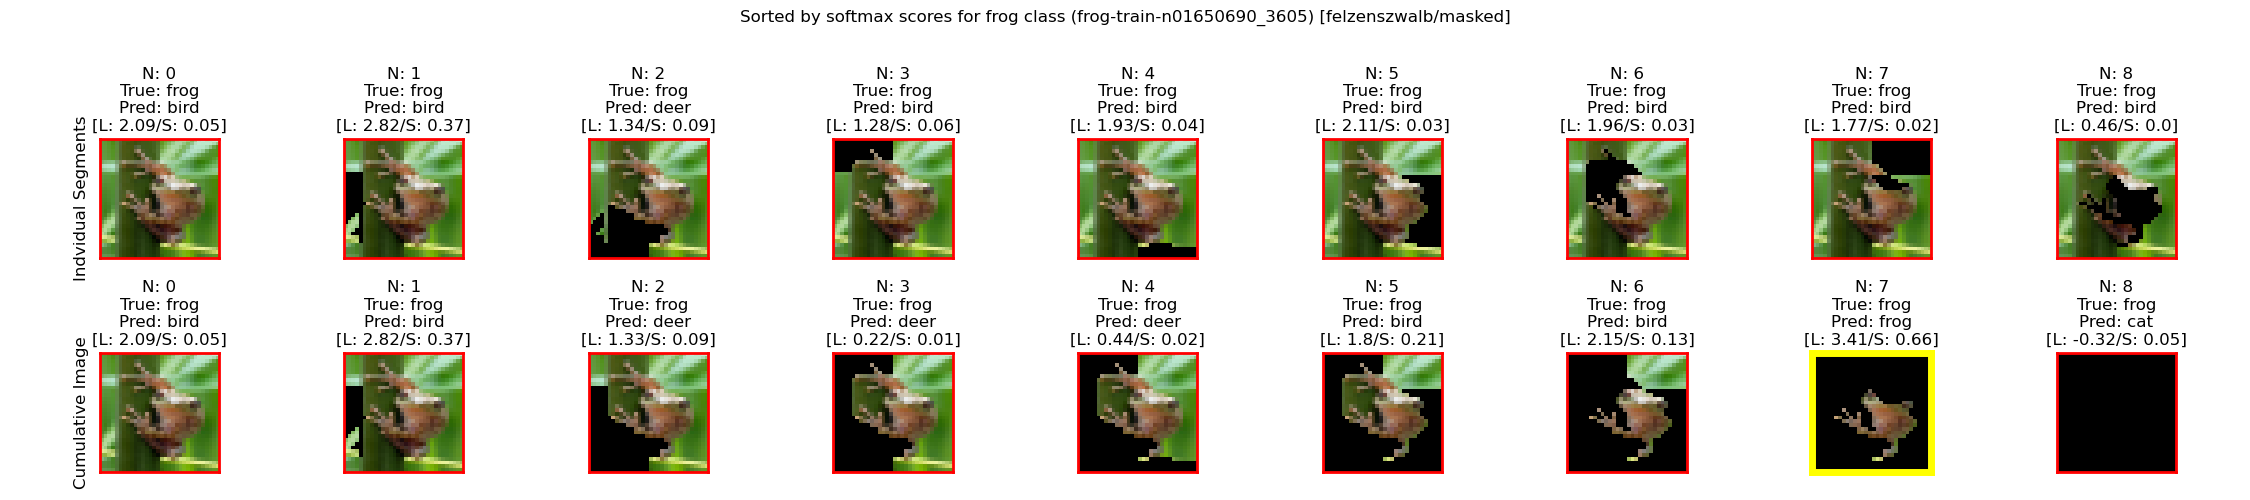 Sorted by softmax scores for frog class (frog-train-n01650690_3605) [felzenszwalb/masked]
Indvidual Segments
N: 0
True: frog
Pred: bird
[L: 2.09/S: 0.05]
N: 1
True: frog
Pred: bird
[L: 2.82/S: 0.37]
N: 2
True: frog
Pred: deer
[L: 1.34/S: 0.09]
N: 3
True: frog
Pred: bird
[L: 1.28/S: 0.06]
N: 4
True: frog
Pred: bird
[L: 1.93/S: 0.04]
N: 5
True: frog
Pred: bird
[L: 2.11/S: 0.03]
N: 6
True: frog
Pred: bird
[L: 1.96/S: 0.03]
N: 7
True: frog
Pred: bird
[L: 1.77/S: 0.02]
N: 8
True: frog
Pred: bird
[L: 0.46/S: 0.0]
Cumulative Image
N: 0
True: frog
Pred: bird
[L: 2.09/S: 0.05]
N: 1
True: frog
Pred: bird
[L: 2.82/S: 0.37]
N: 2
True: frog
Pred: deer
[L: 1.33/S: 0.09]
N: 3
True: frog
Pred: deer
[L: 0.22/S: 0.01]
N: 4
True: frog
Pred: deer
[L: 0.44/S: 0.02]
N: 5
True: frog
Pred: bird
[L: 1.8/S: 0.21]
N: 6
True: frog
Pred: bird
[L: 2.15/S: 0.13]
N: 7
True: frog
Pred: frog
[L: 3.41/S: 0.66]
N: 8
True: frog
Pred: cat
[L: -0.32/S: 0.05]